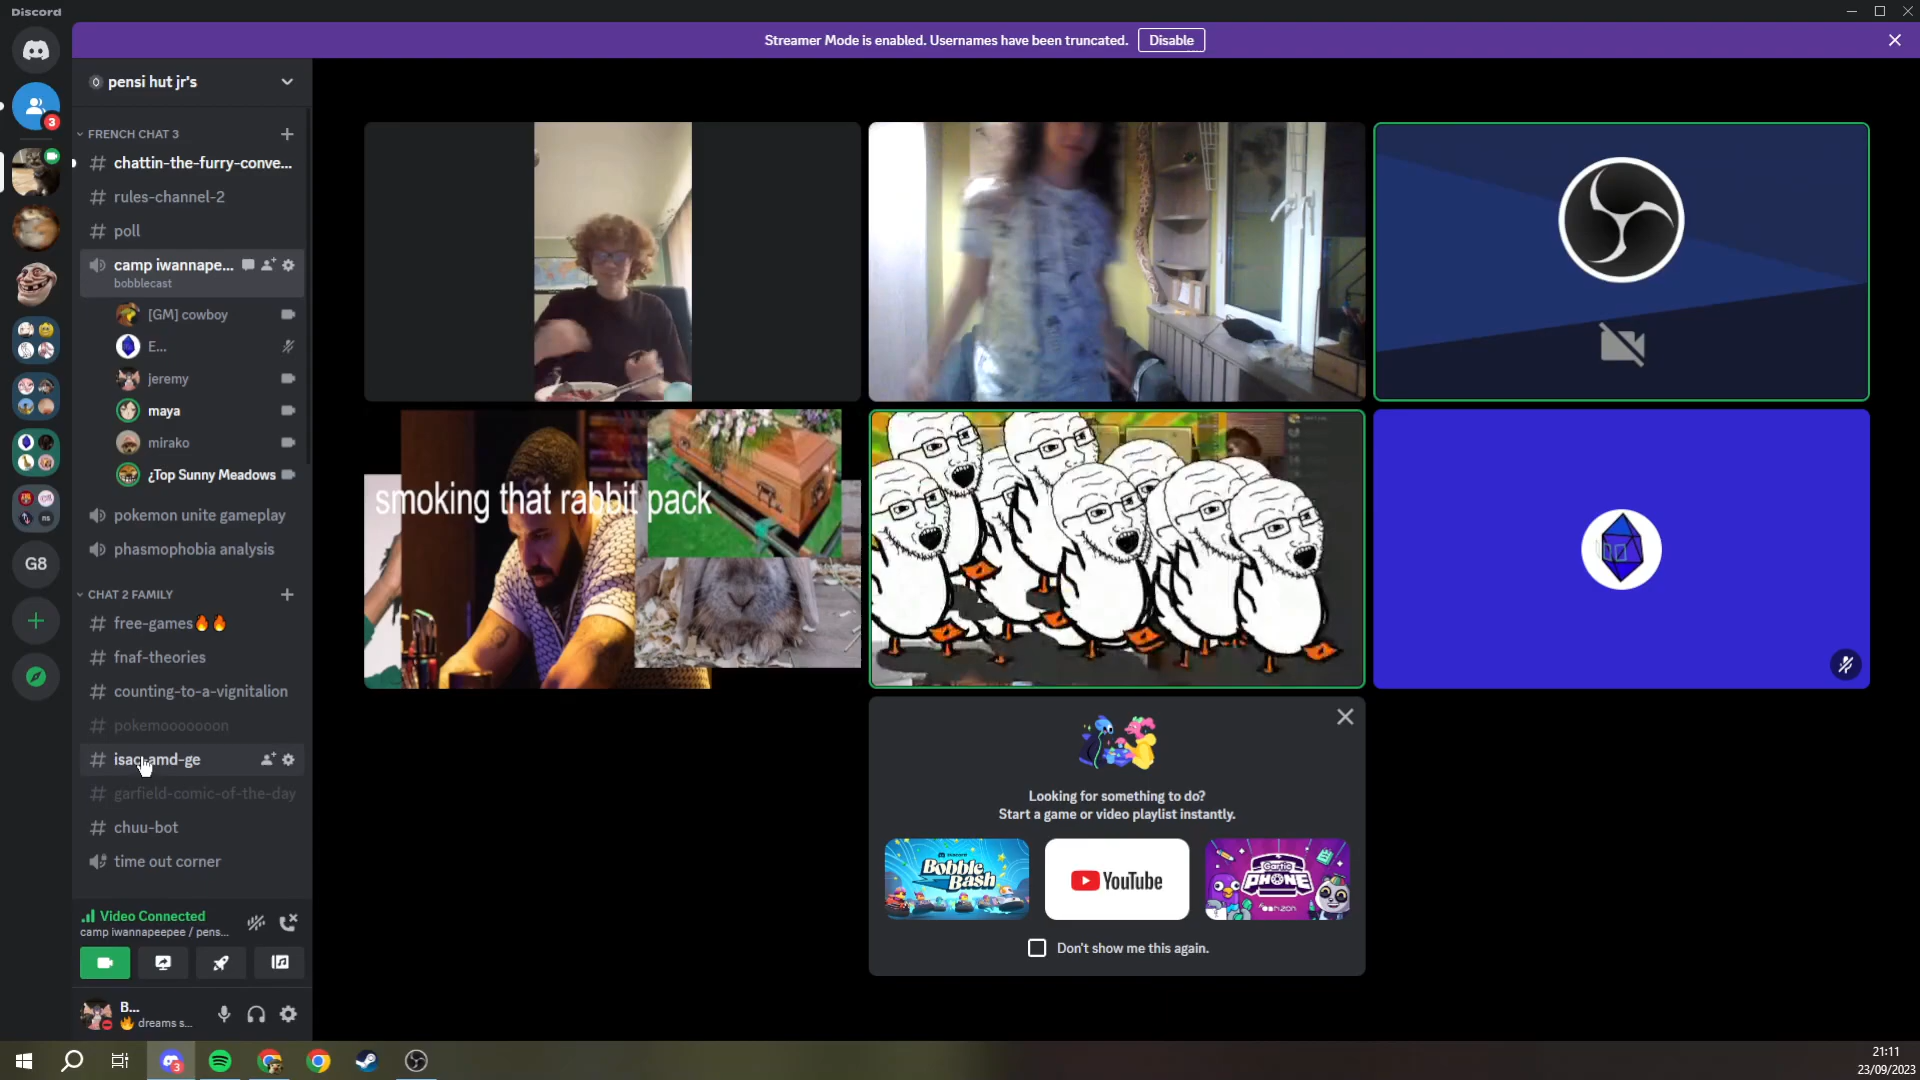 Discord
Streamer Mode is enabled. Usernames have been truncated.
Disable
pensi hut jr's
FRENCH CHAT 3
chattin-the-furry-conve...
rules-channel-2
poll
camp iwannape...
bobblecast
[GM] cowboy
E...
jeremy
maya
mirako
¿Top Sunny Meadows
pokemon unite gameplay
phasmophobia analysis
CHAT 2 FAMILY
free-games🔥🔥
fnaf-theories
counting-to-a-vignitalion
pokemooooooon
amd-ge
garfield-comic-of-the-day
chuu-bot
time out corner
3
G8
smoking that rabbit pack
Looking for something to do?
Start a game or video playlist instantly.
Discord
Bobble
Bash
YouTube
Gartic
PHONE
Don't show me this again.
Video Connected
camp iwannapeepee / pens...
B...
🔥 dreams s...
3
21:11
23/09/2023